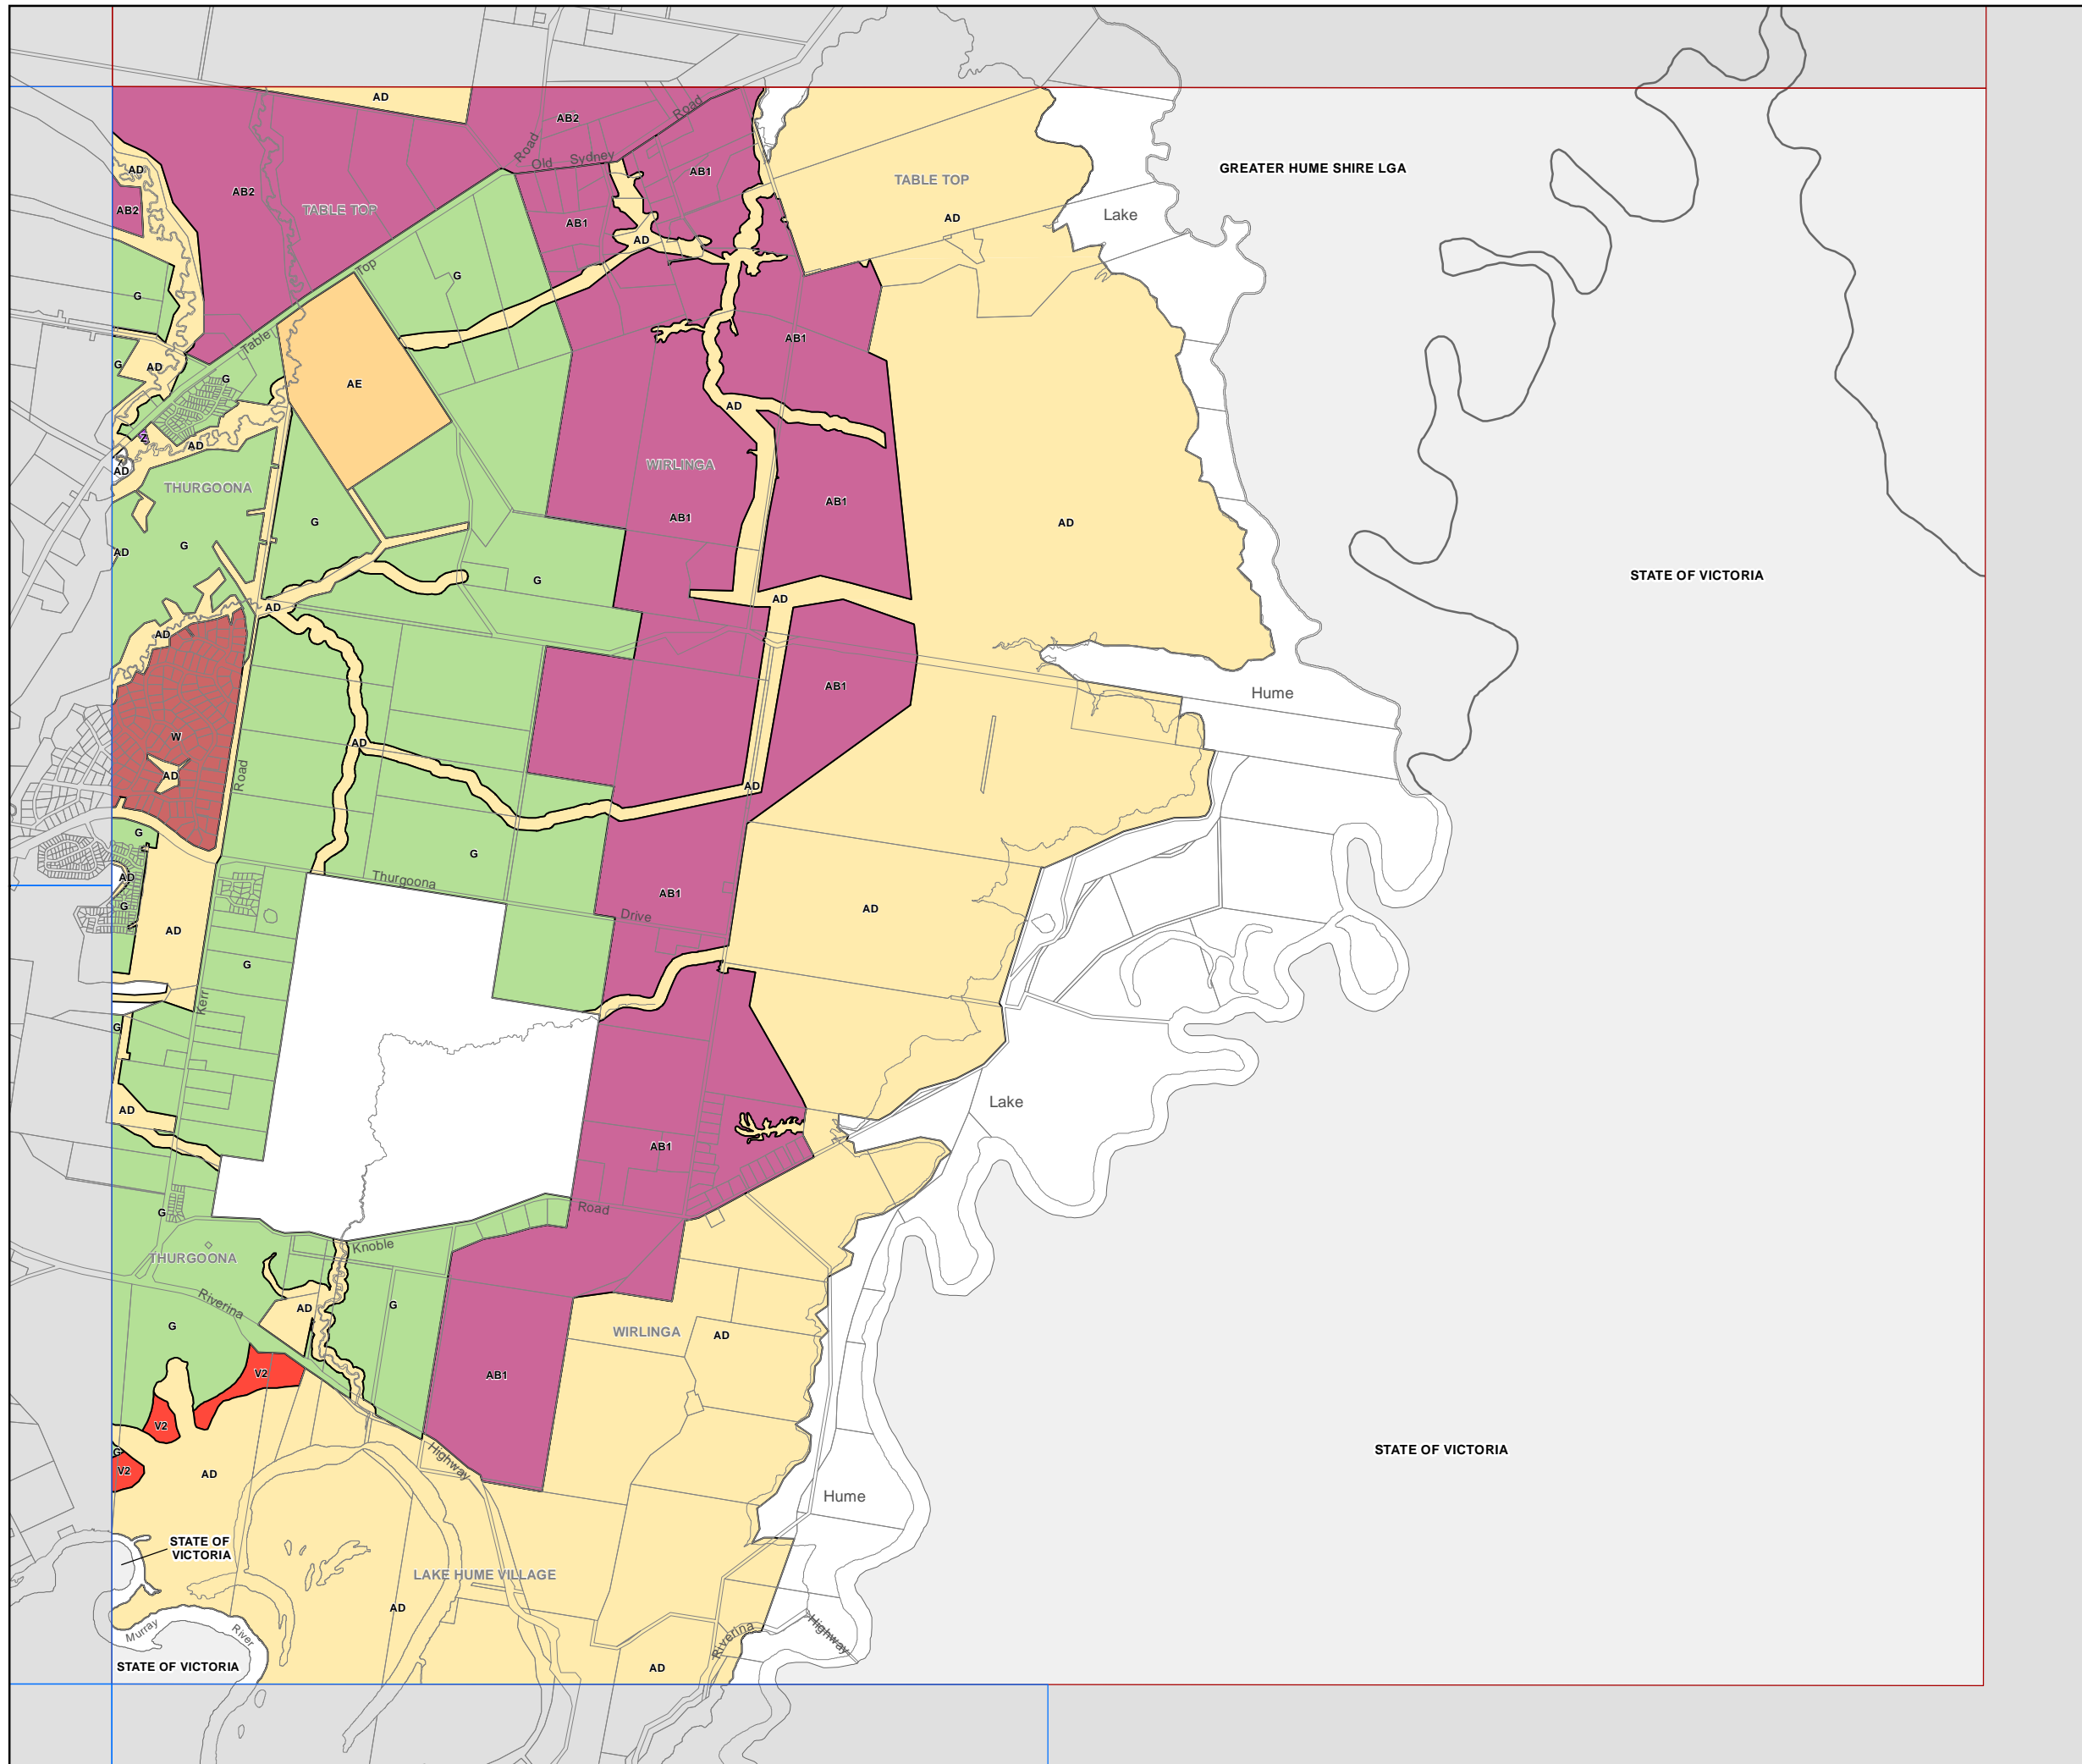 AD
AB2
Road
Road
Old Sydney
GREATER HUME SHIRE LGA
AD
AB1
TABLE TOP
AB2
AB2
TABLE TOP
AD
Lake
AB1
AD
Top
G
G
Table
AB1
G
AD
G
AE
AD
Z
AD
WIRLINGA
AD
THURGOONA
AB1
AB1
AD
G
G
AD
STATE OF VICTORIA
G
AD
AD
AD
AB1
Hume
W
AD
AD
Road
AD
G
G
Thurgoona
AD
AB1
G
Drive
AD
AD
G
Kerr
G
Lake
AD
AB1
Road
G
Knoble
THURGOONA
Riverina
AD
G
G
WIRLINGA
AD
V2
AB1
V2
G
Highway
STATE OF VICTORIA
V2
AD
Hume
STATE OF
VICTORIA
LAKE HUME VILLAGE
AD
Murray
River
Riverina
Highway
STATE OF VICTORIA
AD